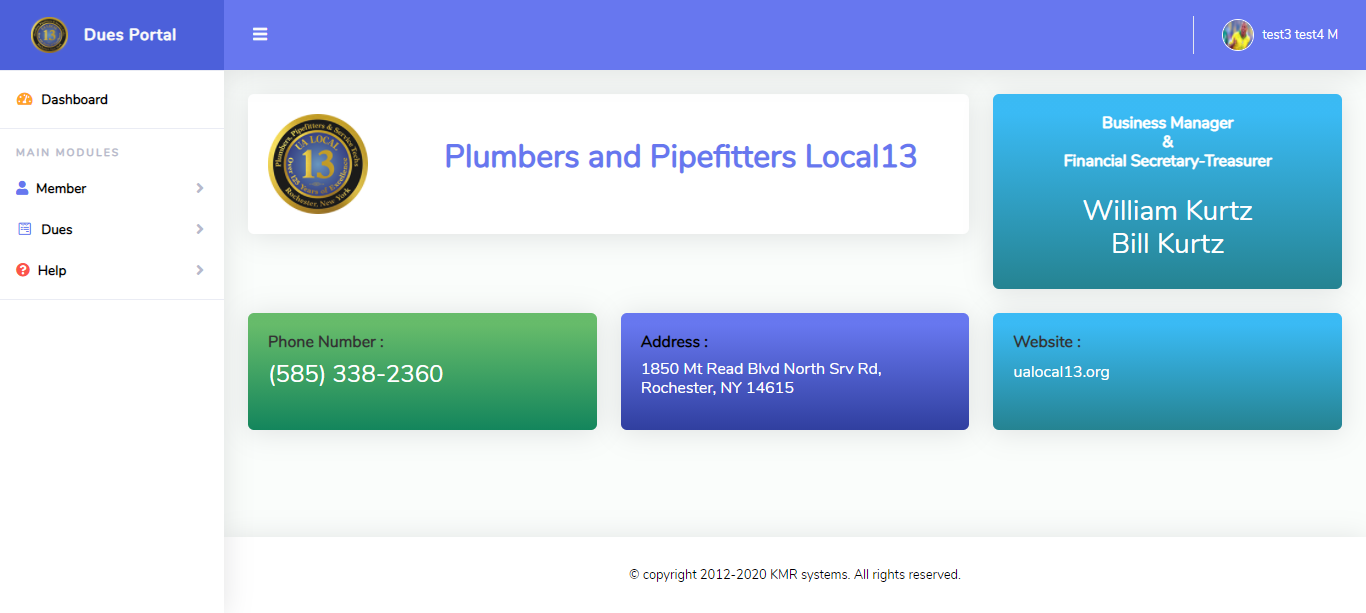 13
Dues Portal
test3 test4 M
Dashboard
MAIN MODULES
Member
Dues
Help
Plumbers, Pipefitters & Service Techs
UA LOCAL
13
Over 125 Years of Excellence
Rochester, New York
Plumbers and Pipefitters Local13
Business Manager
&
Financial Secretary-Treasurer
William Kurtz
Bill Kurtz
Phone Number :
(585) 338-2360
Address :
1850 Mt Read Blvd North Srv Rd,
Rochester, NY 14615
Website :
ualocal13.org
© copyright 2012-2020 KMR systems. All rights reserved.